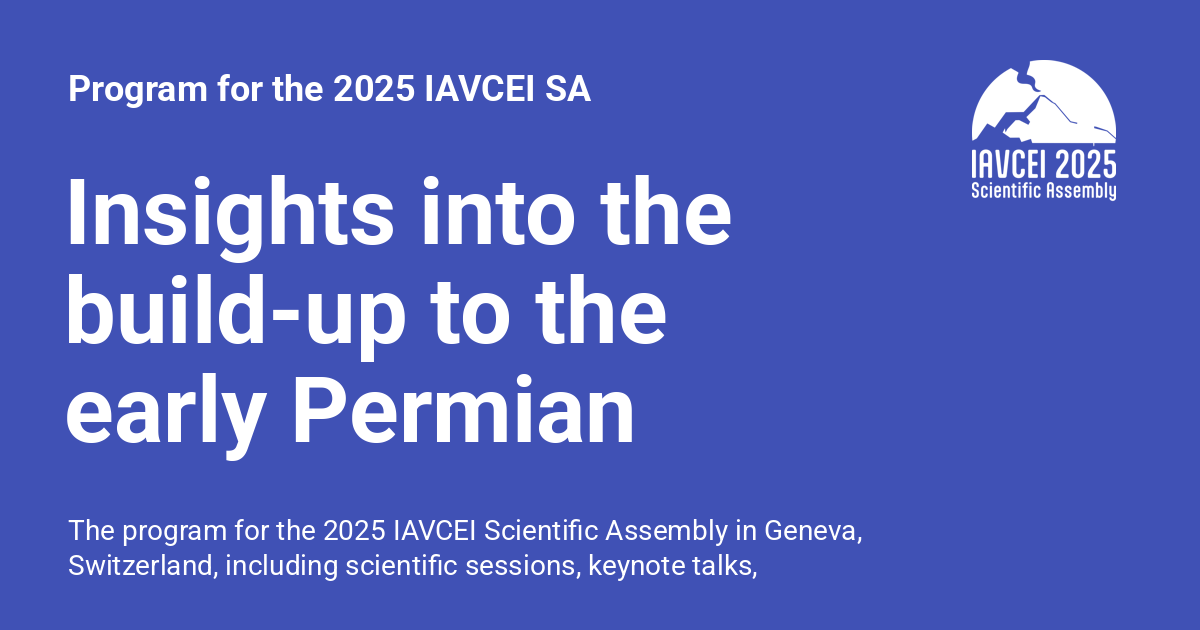 Program for the 2025 IAVCEI SA
IAVCEI 2025
Scientific Assembly
Insights into the
build-up to the
early Permian
The program for the 2025 IAVCEI Scientific Assembly in Geneva,
Switzerland, including scientific sessions, keynote talks,